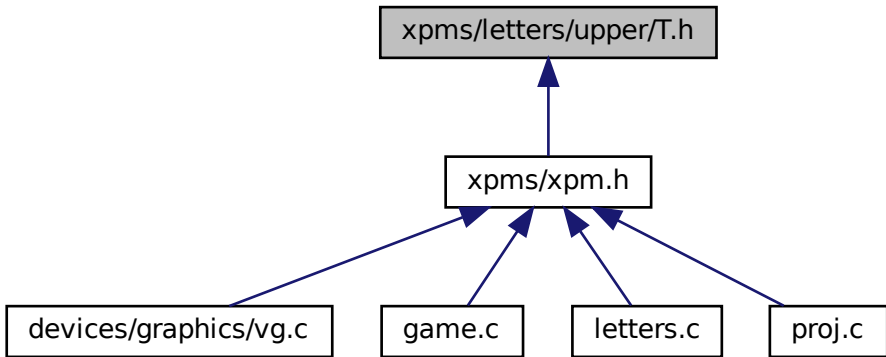 xpms/letters/upper/T.h
xpms/xpm.h
devices/graphics/vg.c
game.c
letters.c
proj.c